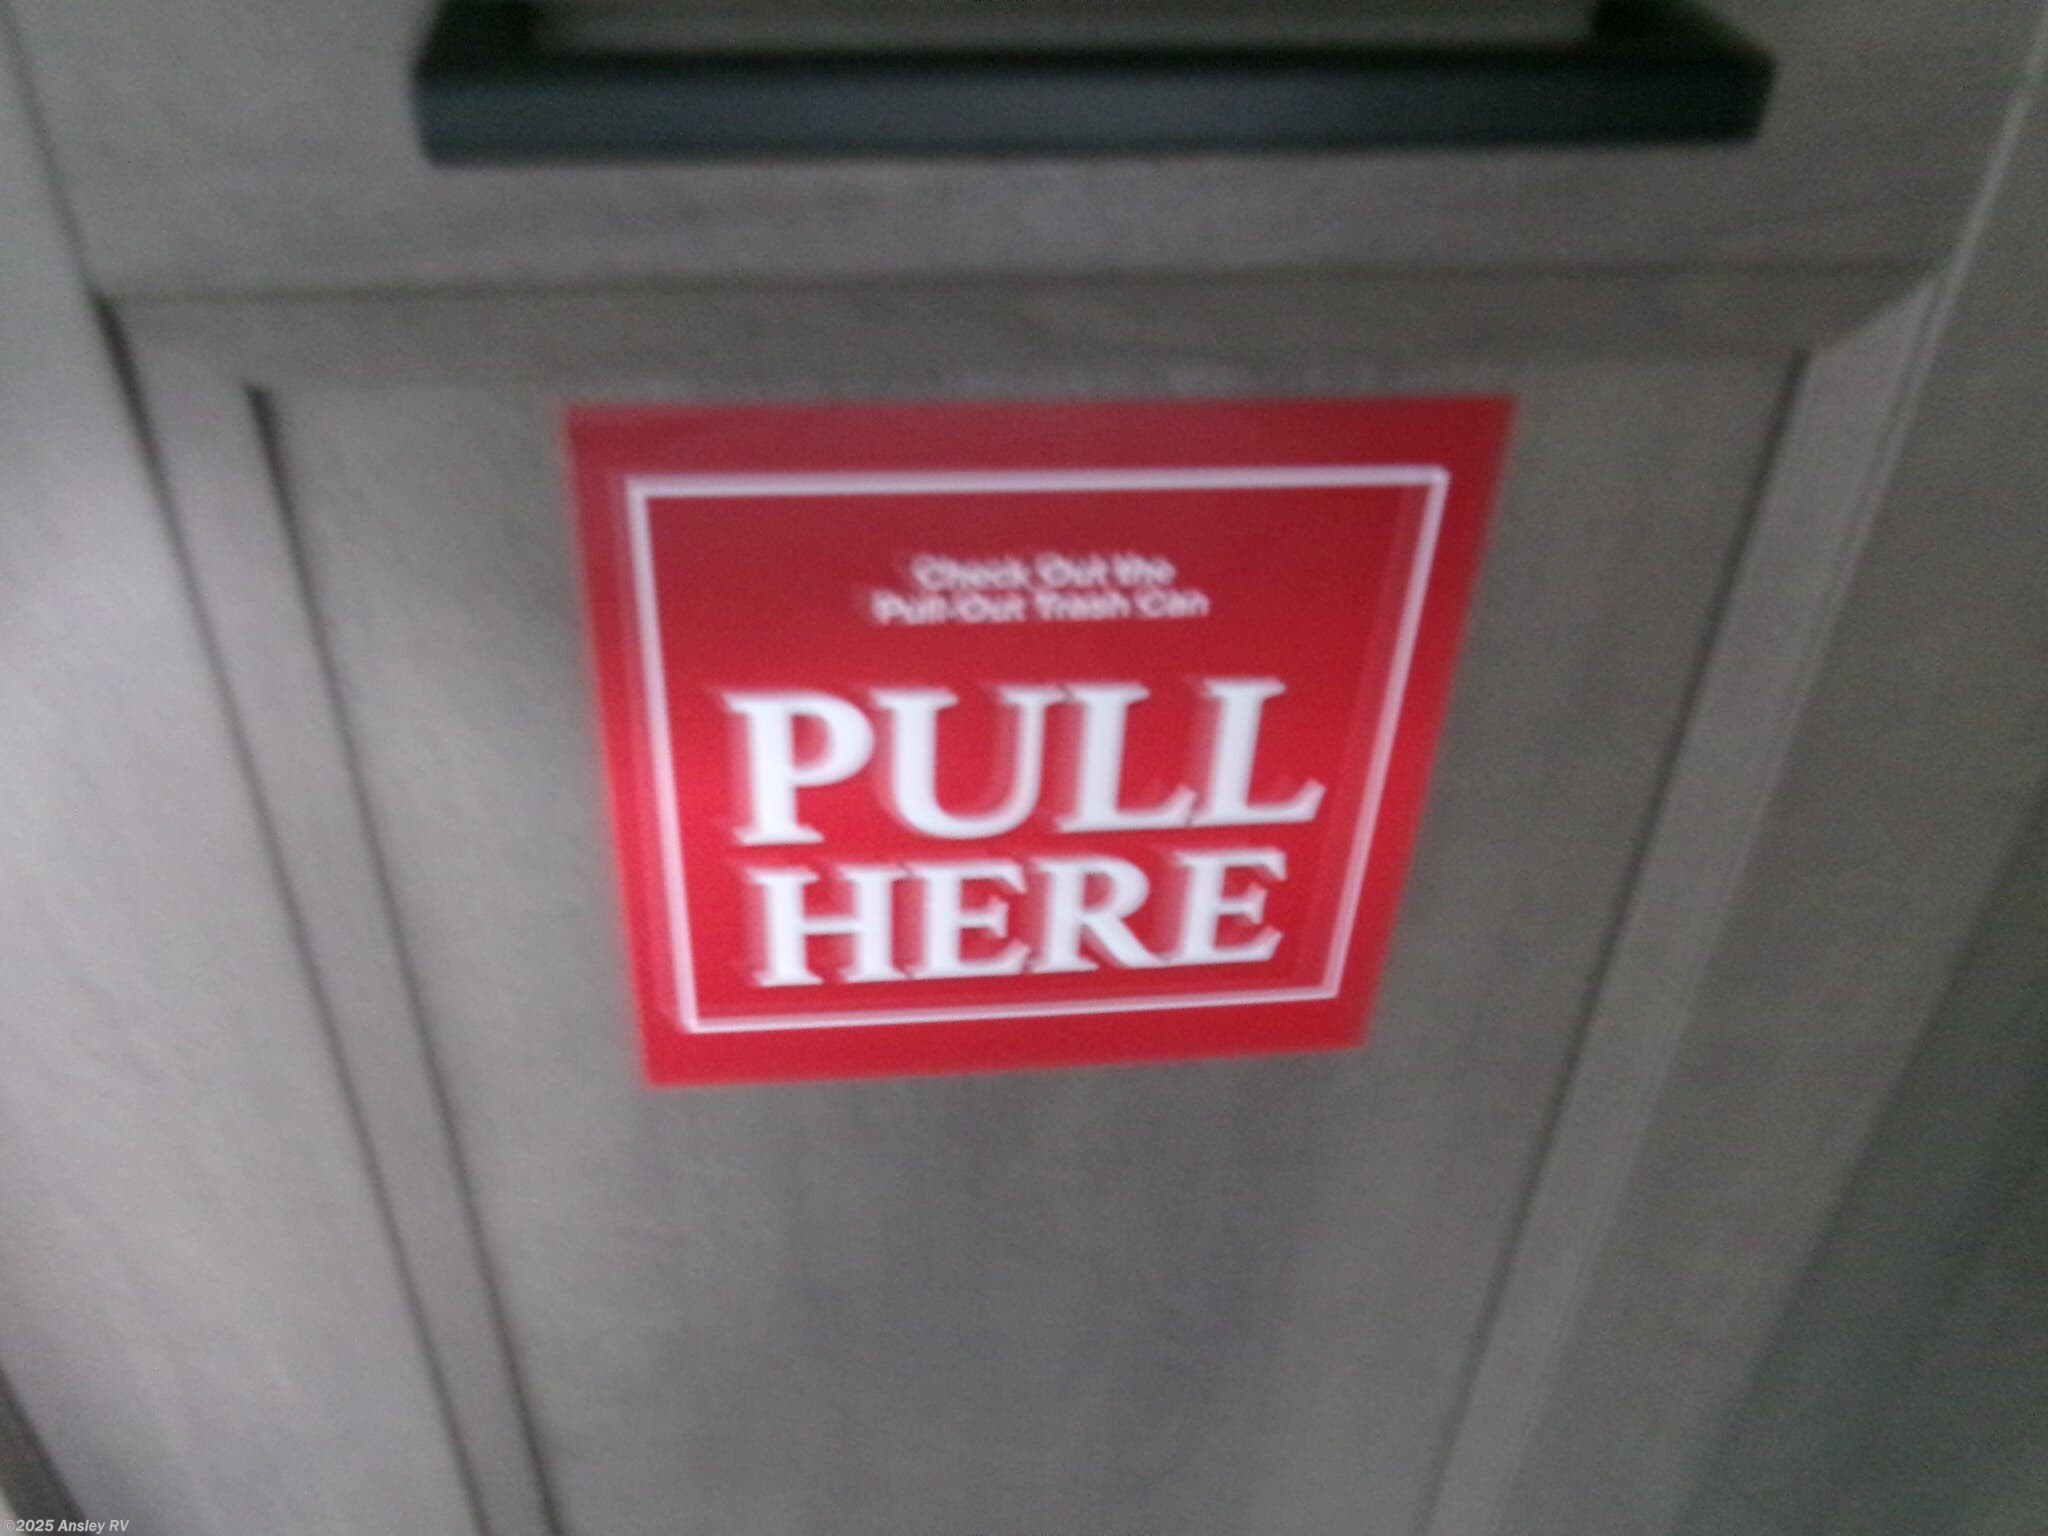 Check Out the
Pull-Out Trash Can
PULL
HERE
©2025 Ansley RV